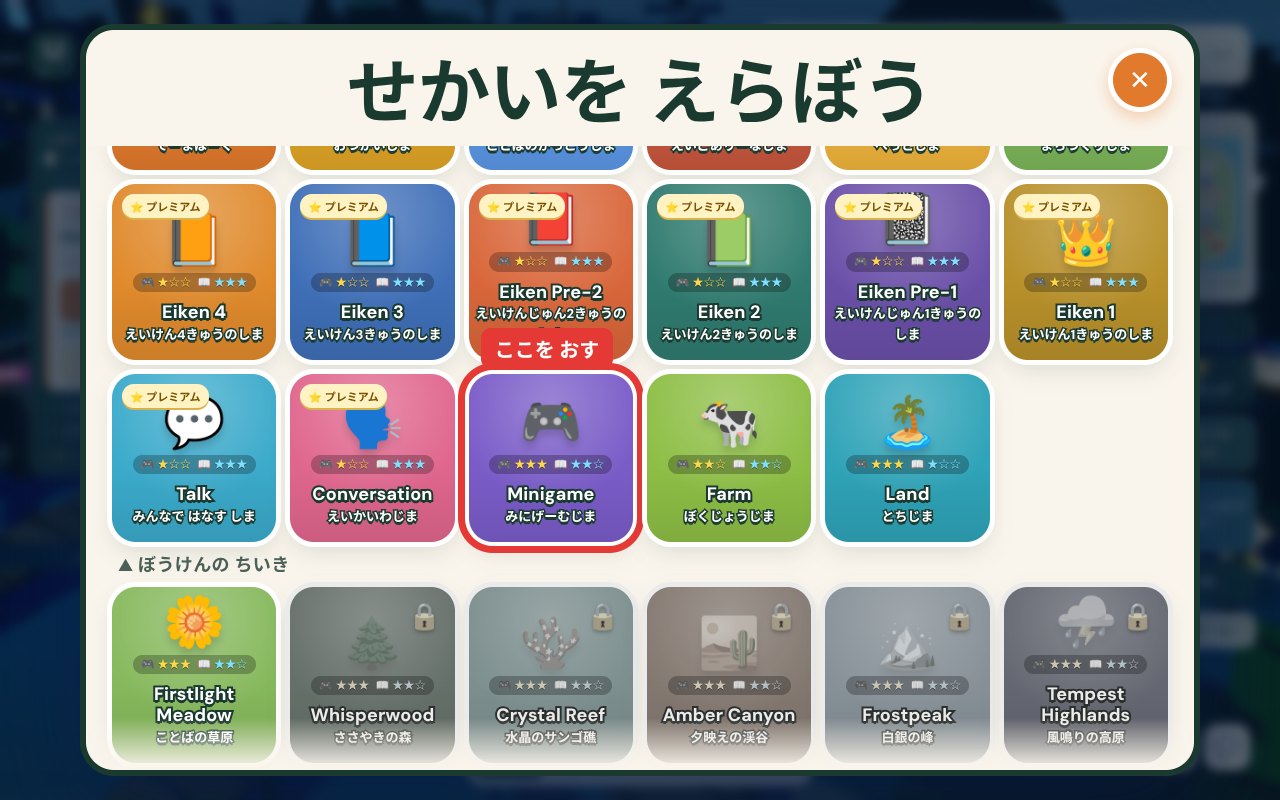 せかいを えらぼう
⭐ プレミアム
⭐ プレミアム
⭐ プレミアム
⭐ プレミアム
⭐ プレミアム
⭐ プレミアム
🎮 ★☆☆ 📖 ★★★
🎮 ★☆☆ 📖 ★★★
🎮 ★☆☆ 📖 ★★★
🎮 ★☆☆ 📖 ★★★
🎮 ★☆☆ 📖 ★★★
🎮 ★☆☆ 📖 ★★★
Eiken 4
えいけん4きゅうのしま
Eiken 3
えいけん3きゅうのしま
Eiken Pre-2
えいけんじゅん2きゅうの
Eiken 2
えいけん2きゅうのしま
Eiken Pre-1
えいけんじゅん1きゅうの
しま
Eiken 1
えいけん1きゅうのしま
ここを おす
⭐ プレミアム
🎮 ★☆☆ 📖 ★★★
Talk
みんなで はなす しま
⭐ プレミアム
🎮 ★☆☆ 📖 ★★★
Conversation
えいかいわじま
🎮 ★★★ 📖 ★★☆
Minigame
みにげーむじま
🎮 ★★☆ 📖 ★★☆
Farm
ぼくじょうじま
🎮 ★★★ 📖 ★☆☆
Land
とちじま
▲ ぼうけんの ちいき
🎮 ★★★ 📖 ★★☆
Firstlight
Meadow
ことばの草原
🎮 ★★★ 📖 ★★☆
Whisperwood
ささやきの森
🎮 ★★★ 📖 ★★☆
Crystal Reef
水晶のサンゴ礁
🎮 ★★★ 📖 ★★☆
Amber Canyon
夕映えの渓谷
🎮 ★★★ 📖 ★★☆
Frostpeak
白銀の峰
🎮 ★★★ 📖 ★★☆
Tempest
Highlands
風鳴りの高原